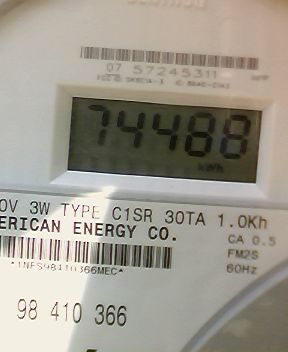 07 57245311
74488
kWh
0V 3W TYPE C1SR 30TA 1.0Kh
ERICAN ENERGY CO.
CA 0.5
FM2S
60Hz
*1NFS98410366MEC*
98 410 366